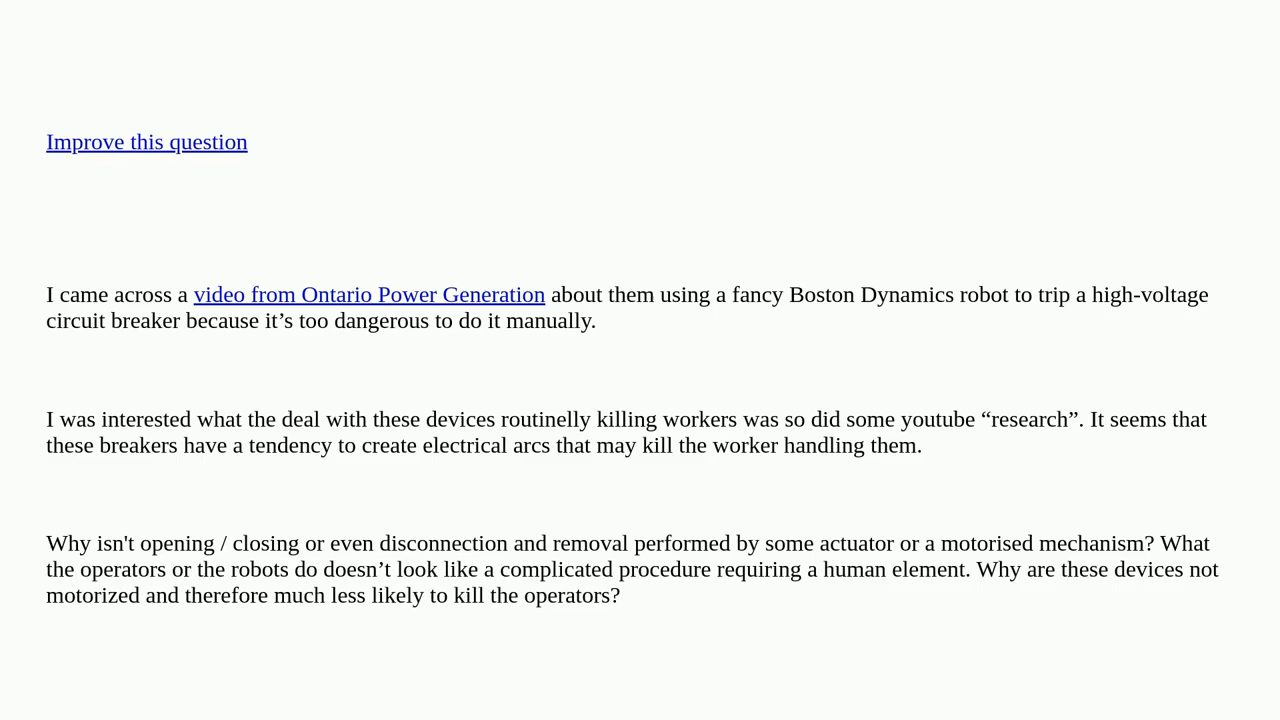 Improve this question
I came across a video from Ontario Power Generation about them using a fancy Boston Dynamics robot to trip a high-voltage
circuit breaker because it’s too dangerous to do it manually.
I was interested what the deal with these devices routinelly killing workers was so did some youtube “research”. It seems that
these breakers have a tendency to create electrical arcs that may kill the worker handling them.
Why isn't opening / closing or even disconnection and removal performed by some actuator or a motorised mechanism? What
the operators or the robots do doesn’t look like a complicated procedure requiring a human element. Why are these devices not
motorized and therefore much less likely to kill the operators?